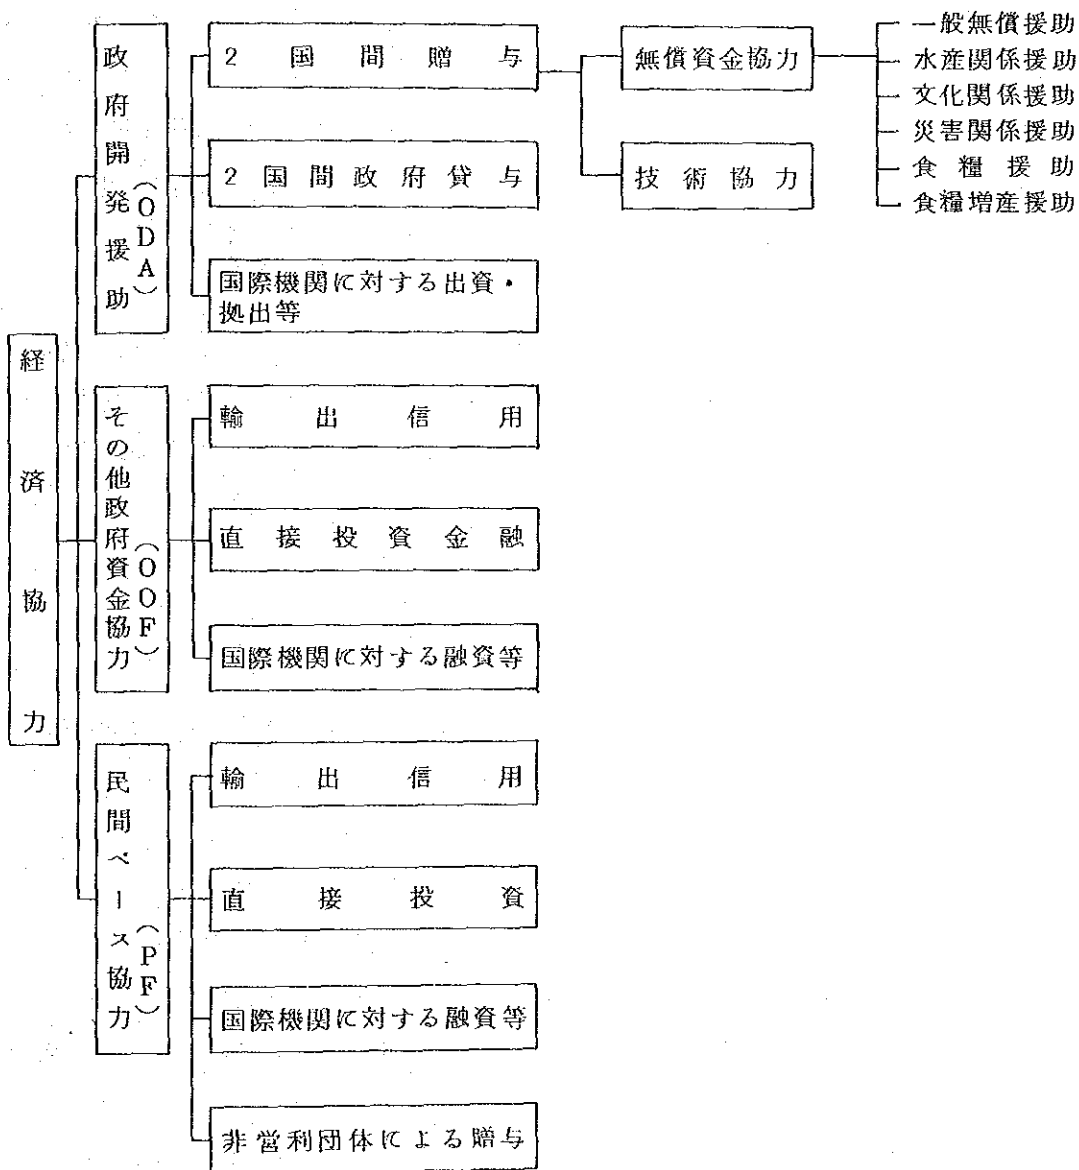 経済協力
政府開発援助
（ODA）
2国間贈与
無償資金協力
一般無償援助
水産関係援助
文化関係援助
災害関係援助
食糧援助
食糧増産援助
技術協力
2国間政府貸与
国際機関に対する出資・
拠出等
その他政府資金協力
（OOF）
輸出信用
直接投資金融
国際機関に対する融資等
民間ベース協力
（PF）
輸出信用
直接投資
国際機関に対する融資等
非営利団体による贈与